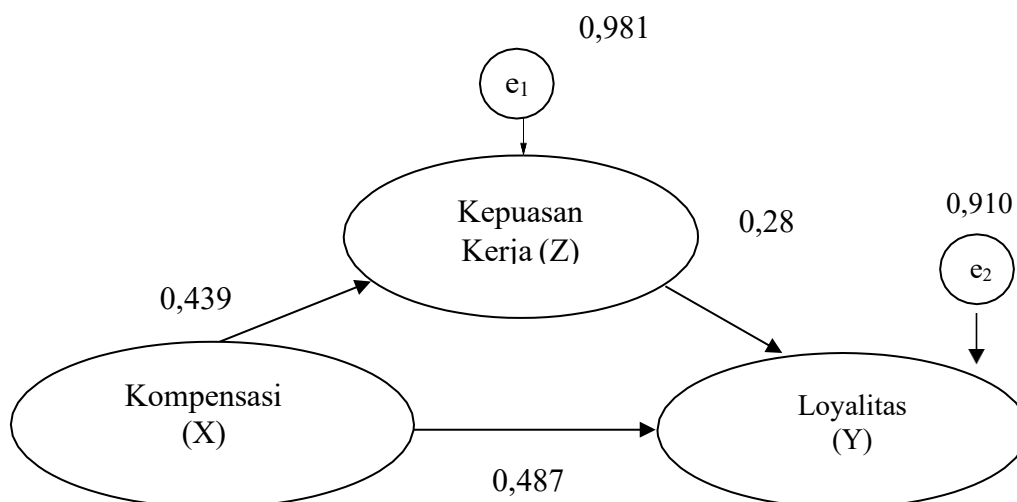 0,981
e₁
Kepuasan
Kerja (Z)
0,28
0,910
e₂
0,439
Kompensasi
(X)
Loyalitas
(Y)
0,487